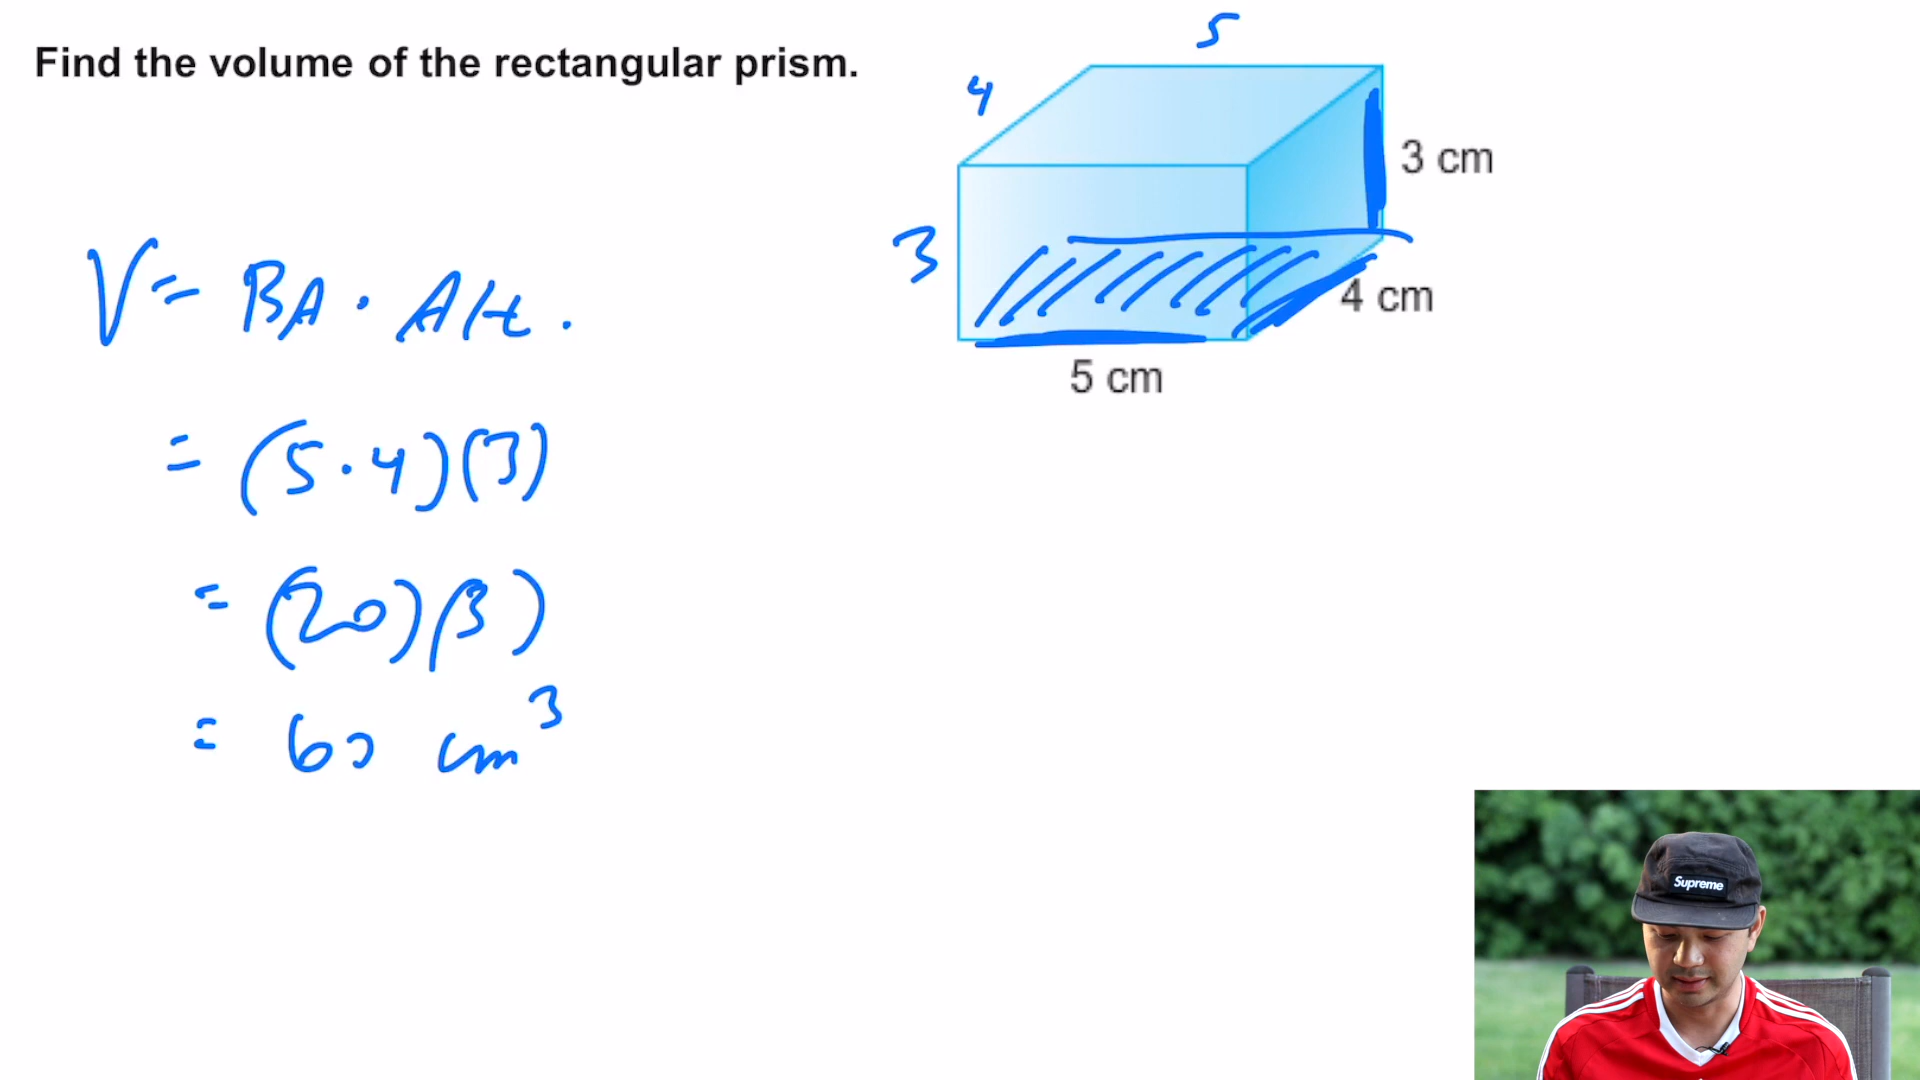 Find the volume of the rectangular prism.
5
4
3 cm
3
4 cm
5 cm
V = BA · Alt.
= (5·4)(3)
= (20)(3)
= 60 cm³
Supreme